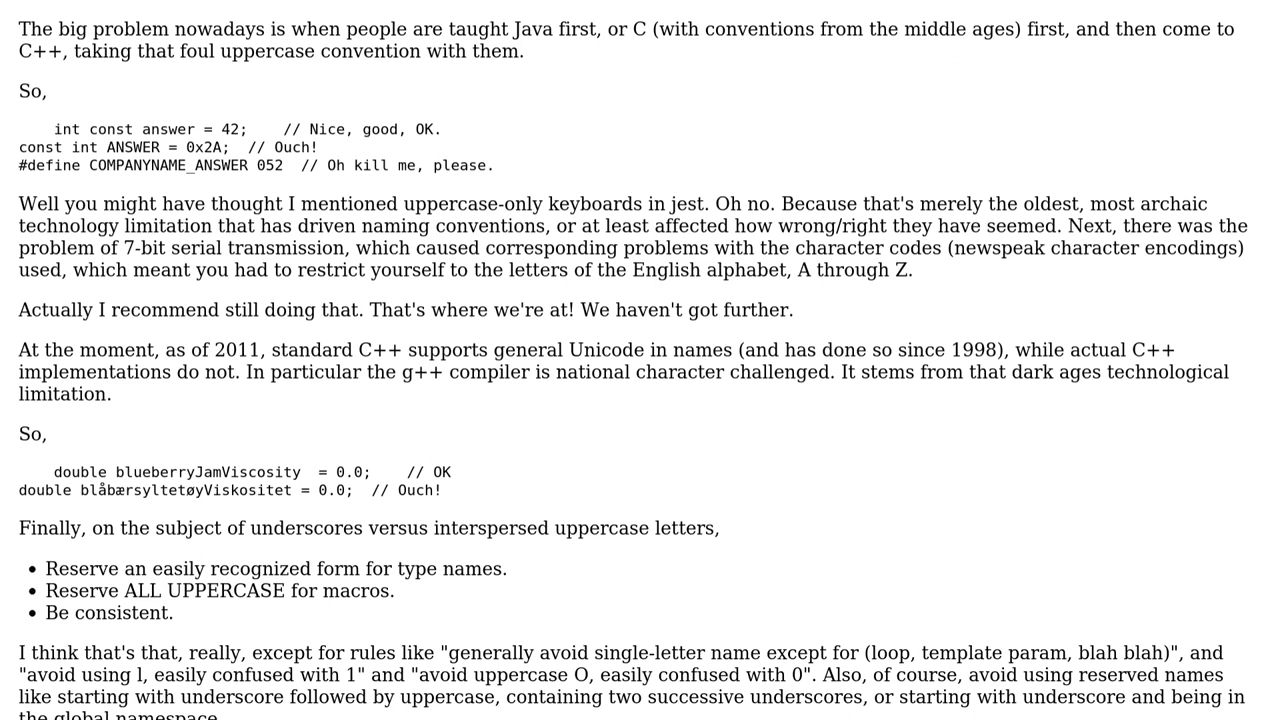 The big problem nowadays is when people are taught Java first, or C (with conventions from the middle ages) first, and then come to
C++, taking that foul uppercase convention with them.
So,
int const answer = 42;    // Nice, good, OK.
const int ANSWER = 0x2A;  // Ouch!
#define COMPANYNAME_ANSWER 052  // Oh kill me, please.
Well you might have thought I mentioned uppercase-only keyboards in jest. Oh no. Because that's merely the oldest, most archaic
technology limitation that has driven naming conventions, or at least affected how wrong/right they have seemed. Next, there was the
problem of 7-bit serial transmission, which caused corresponding problems with the character codes (newspeak character encodings)
used, which meant you had to restrict yourself to the letters of the English alphabet, A through Z.
Actually I recommend still doing that. That's where we're at! We haven't got further.
At the moment, as of 2011, standard C++ supports general Unicode in names (and has done so since 1998), while actual C++
implementations do not. In particular the g++ compiler is national character challenged. It stems from that dark ages technological
limitation.
So,
double blueberryJamViscosity  = 0.0;    // OK
double blåbærsyltetøyViskositet = 0.0;  // Ouch!
Finally, on the subject of underscores versus interspersed uppercase letters,
• Reserve an easily recognized form for type names.
• Reserve ALL UPPERCASE for macros.
• Be consistent.
I think that's that, really, except for rules like "generally avoid single-letter name except for (loop, template param, blah blah)", and
"avoid using l, easily confused with 1" and "avoid uppercase O, easily confused with 0". Also, of course, avoid using reserved names
like starting with underscore followed by uppercase, containing two successive underscores, or starting with underscore and being in
the global namespace.